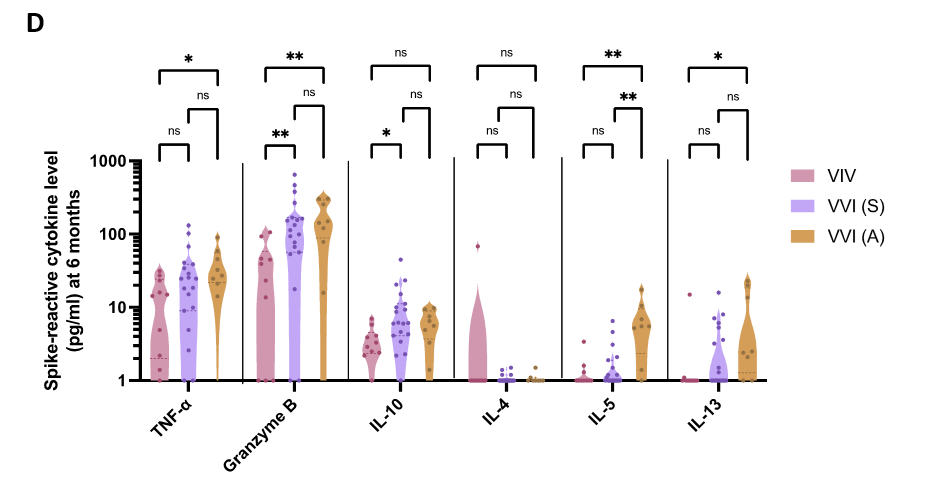 D
* ** ns ns ** *
ns ns ns ns ** ns
ns ** * ns ns ns
Spike-reactive cytokine level
(pg/ml) at 6 months
1000
100
10
1
TNF-α
Granzyme B
IL-10
IL-4
IL-5
IL-13
VIV
VVI (S)
VVI (A)